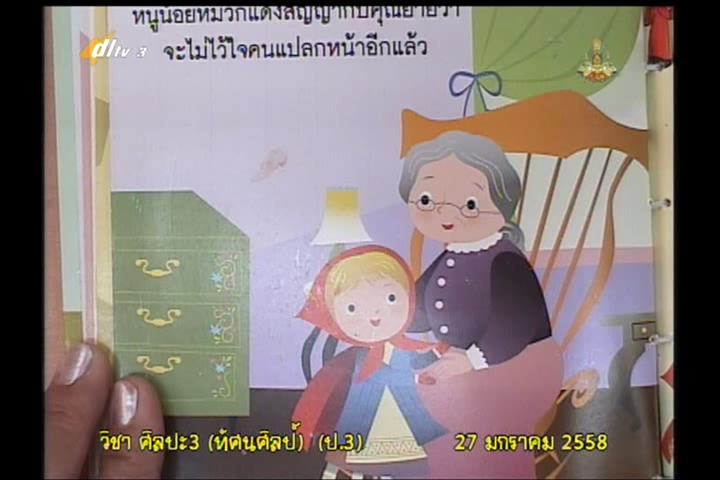 หนูน้อยหมวกแดงสัญญากับคุณยายว่า
จะไม่ไว้ใจคนแปลกหน้าอีกแล้ว
dltv 3
วิชา ศิลปะ3 (ทัศนศิลป์) (ป.3)
27 มกราคม 2558